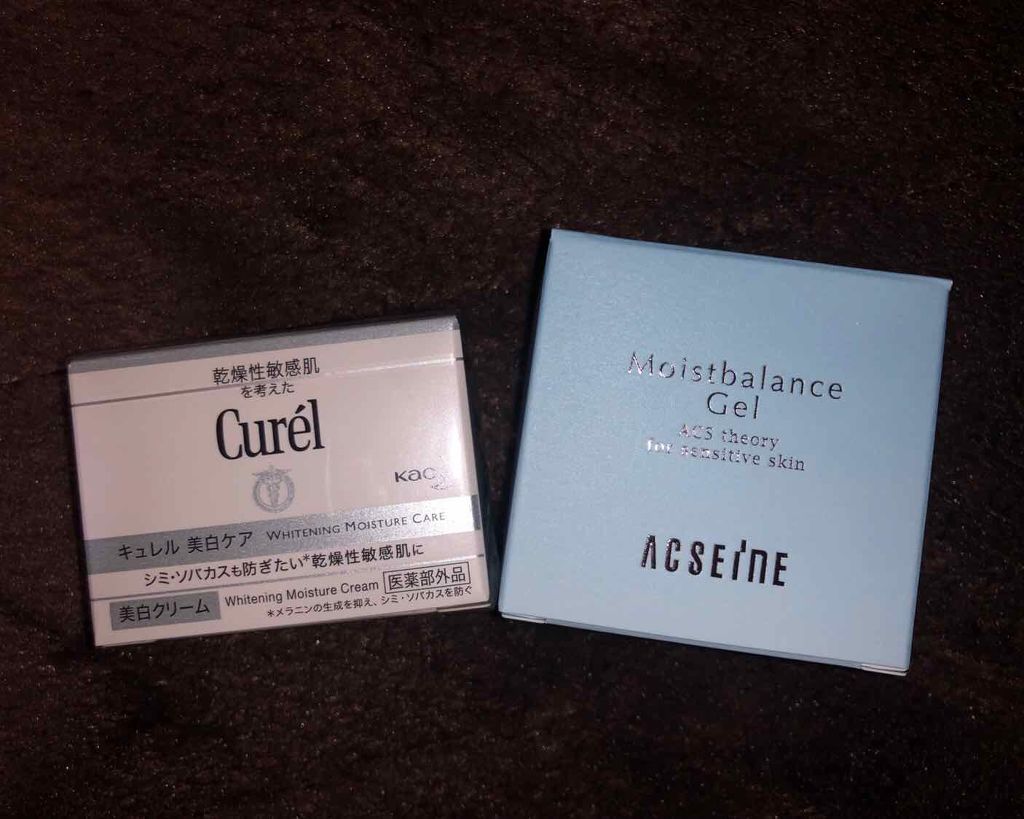 乾燥性敏感肌
を考えた
Curél
Kao
キュレル 美白ケア WHITENING MOISTURE CARE
シミ・ソバカスも防ぎたい*乾燥性敏感肌に
美白クリーム Whitening Moisture Cream 医薬部外品
*メラニンの生成を抑え、シミ・ソバカスを防ぐ
Moistbalance
Gel
ACS theory
for sensitive skin
ACSEINE